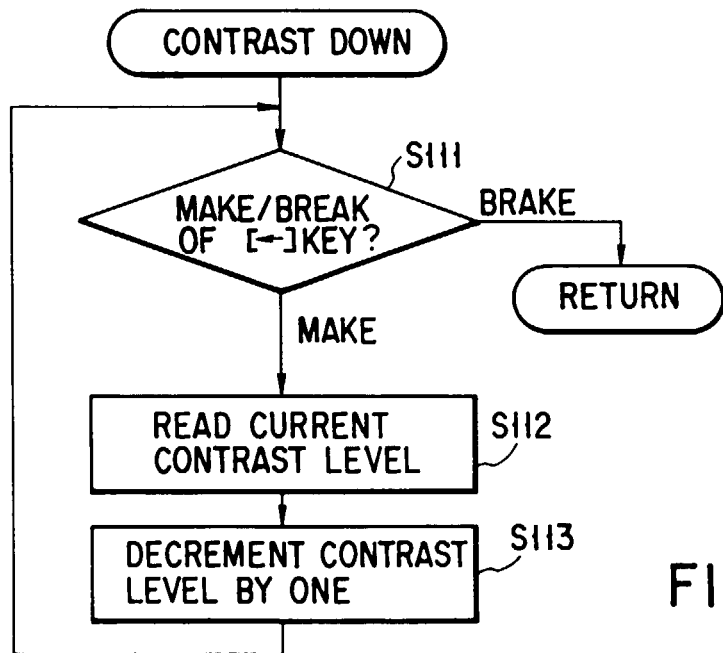 CONTRAST DOWN
S111
MAKE/BREAK
OF [←]KEY?
BRAKE
RETURN
MAKE
READ CURRENT
CONTRAST LEVEL
S112
DECREMENT CONTRAST
LEVEL BY ONE
S113
FI